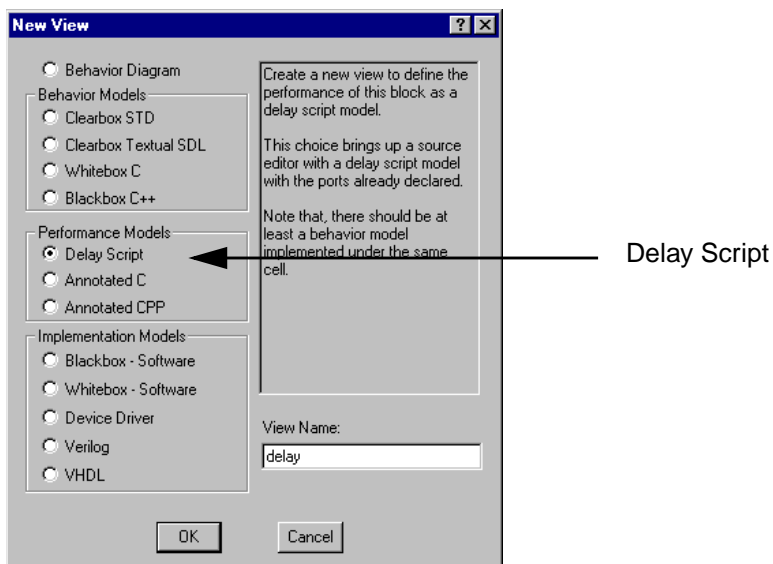 New View
Behavior Diagram
Behavior Models
Clearbox STD
Clearbox Textual SDL
Whitebox C
Blackbox C++
Performance Models
Delay Script
Annotated C
Annotated CPP
Implementation Models
Blackbox - Software
Whitebox - Software
Device Driver
Verilog
VHDL
Create a new view to define the
performance of this block as a
delay script model.
This choice brings up a source
editor with a delay script model
with the ports already declared.
Note that, there should be at
least a behavior model
implemented under the same
cell.
View Name:
delay
OK
Cancel
Delay Script